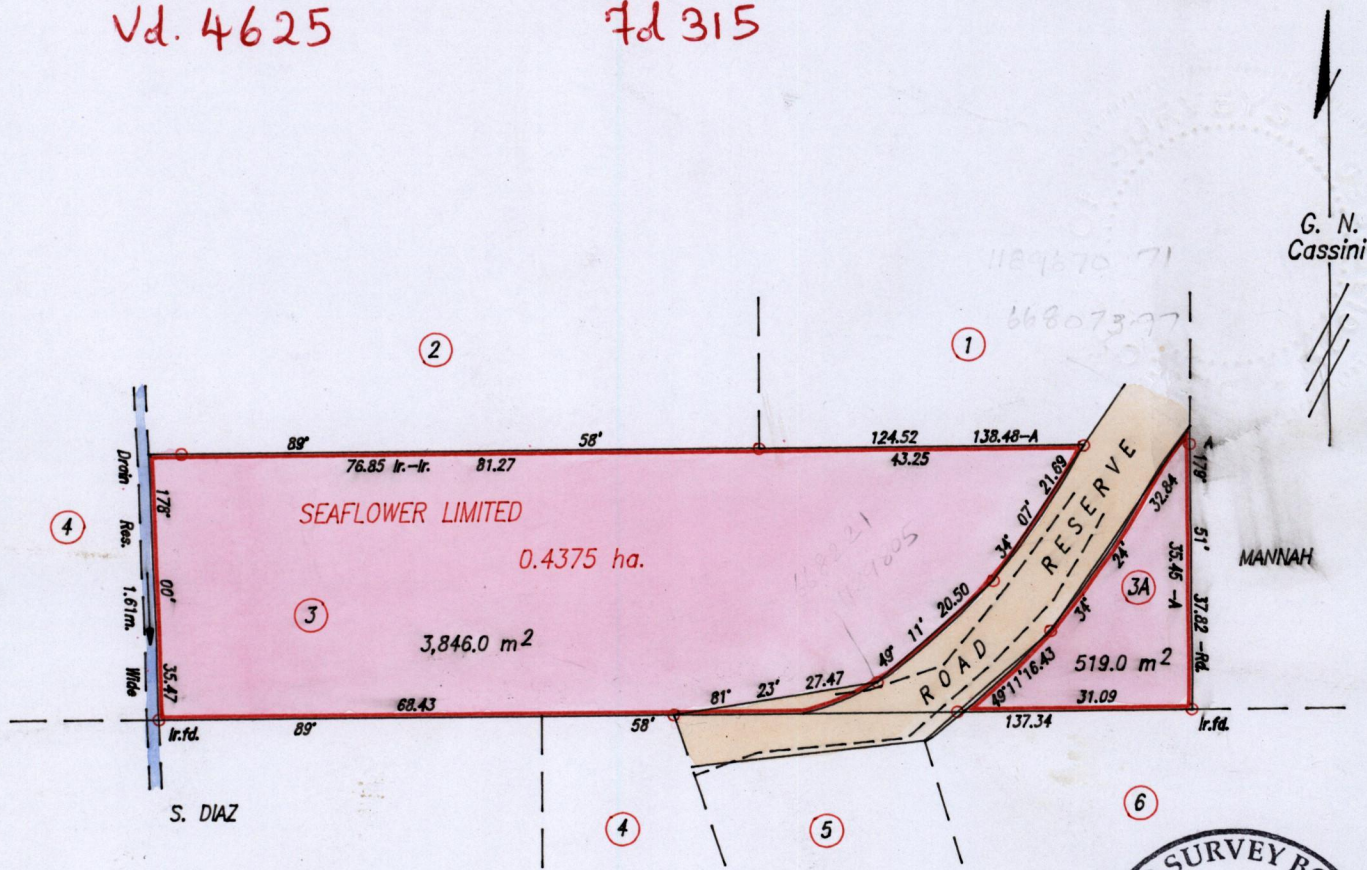 Vd. 4625
Fd 315
G. N.
Cassini
2
1
89° 58' 124.52 138.48-A
76.85 Ir.-Ir. 81.27 43.25
A
Drain Res. 1.61m. Wide
178° 00' 35.47
4
SEAFLOWER LIMITED
0.4375 ha.
3
3,846.0 m2
34° 07' 21.69
49° 11' 20.50
81° 23' 27.47
ROAD RESERVE
34° 24' 32.84
49°11'16.43
3A
519.0 m2
179° 51' 37.82 -Rd.
35.45 -A
MANNAH
68.43
31.09
Ir.fd.
89° 58' 137.34
Ir.fd.
S. DIAZ
4
5
6
SURVEY